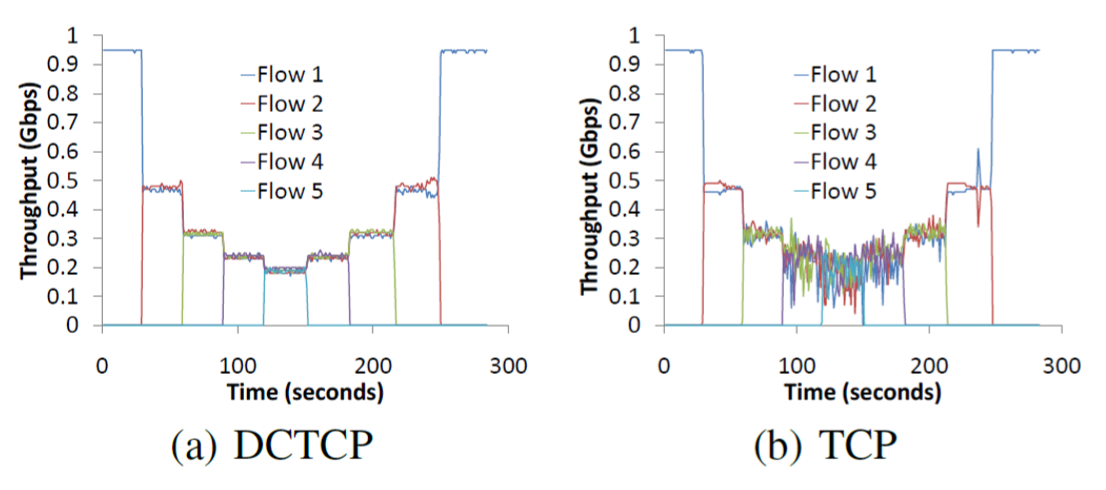 Throughput (Gbps)
1
0.9
0.8
0.7
0.6
0.5
0.4
0.3
0.2
0.1
0
Flow 1
Flow 2
Flow 3
Flow 4
Flow 5
0 100 200 300
Time (seconds)
(a) DCTCP
Throughput (Gbps)
1
0.9
0.8
0.7
0.6
0.5
0.4
0.3
0.2
0.1
0
Flow 1
Flow 2
Flow 3
Flow 4
Flow 5
0 100 200 300
Time (seconds)
(b) TCP